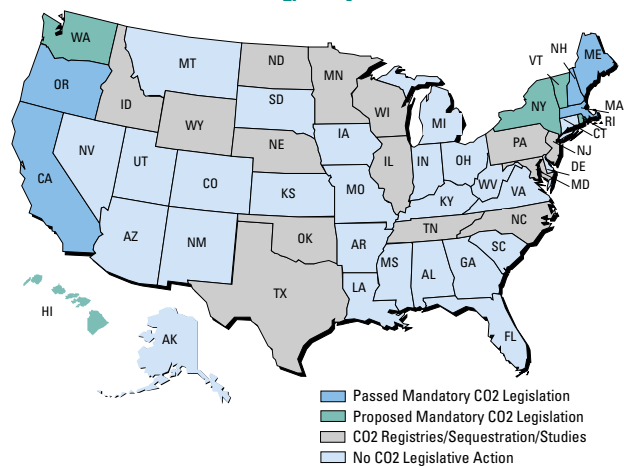 WA
MT
ND
MN
VT
NH
ME
OR
ID
SD
WI
NY
MA
RI
CT
WY
MI
NJ
IA
PA
DE
NE
MD
NV
UT
IL
IN
OH
CA
CO
WV
VA
KS
MO
KY
NC
TN
AZ
NM
OK
AR
SC
MS
AL
GA
TX
LA
HI
AK
FL
Passed Mandatory CO2 Legislation
Proposed Mandatory CO2 Legislation
CO2 Registries/Sequestration/Studies
No CO2 Legislative Action